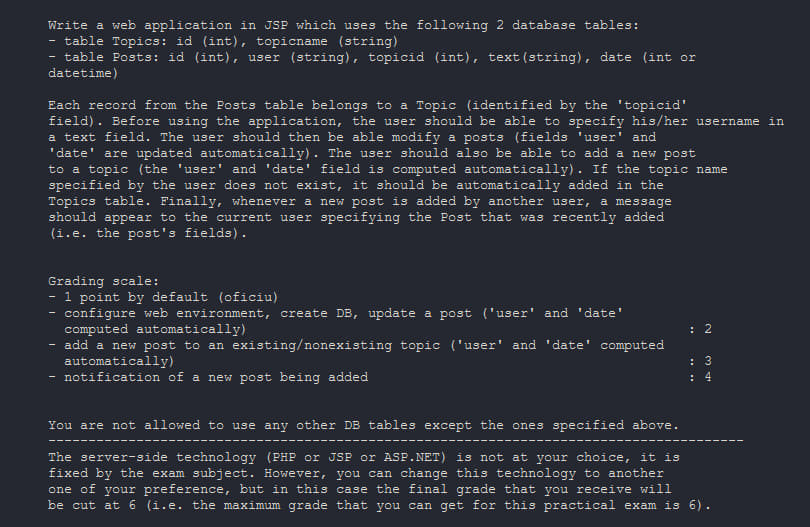 Write a web application in JSP which uses the following 2 database tables:
- table Topics: id (int), topicname (string)
- table Posts: id (int), user (string), topicid (int), text(string), date (int or
datetime)
Each record from the Posts table belongs to a Topic (identified by the 'topicid'
field). Before using the application, the user should be able to specify his/her username in
a text field. The user should then be able modify a posts (fields 'user' and
'date' are updated automatically). The user should also be able to add a new post
to a topic (the 'user' and 'date' field is computed automatically). If the topic name
specified by the user does not exist, it should be automatically added in the
Topics table. Finally, whenever a new post is added by another user, a message
should appear to the current user specifying the Post that was recently added
(i.e. the post's fields).
Grading scale:
- 1 point by default (oficiu)
- configure web environment, create DB, update a post ('user' and 'date'
computed automatically) : 2
- add a new post to an existing/nonexisting topic ('user' and 'date' computed
automatically) : 3
- notification of a new post being added : 4
You are not allowed to use any other DB tables except the ones specified above.
---------------------------------------------------------------------------------------
The server-side technology (PHP or JSP or ASP.NET) is not at your choice, it is
fixed by the exam subject. However, you can change this technology to another
one of your preference, but in this case the final grade that you receive will
be cut at 6 (i.e. the maximum grade that you can get for this practical exam is 6).